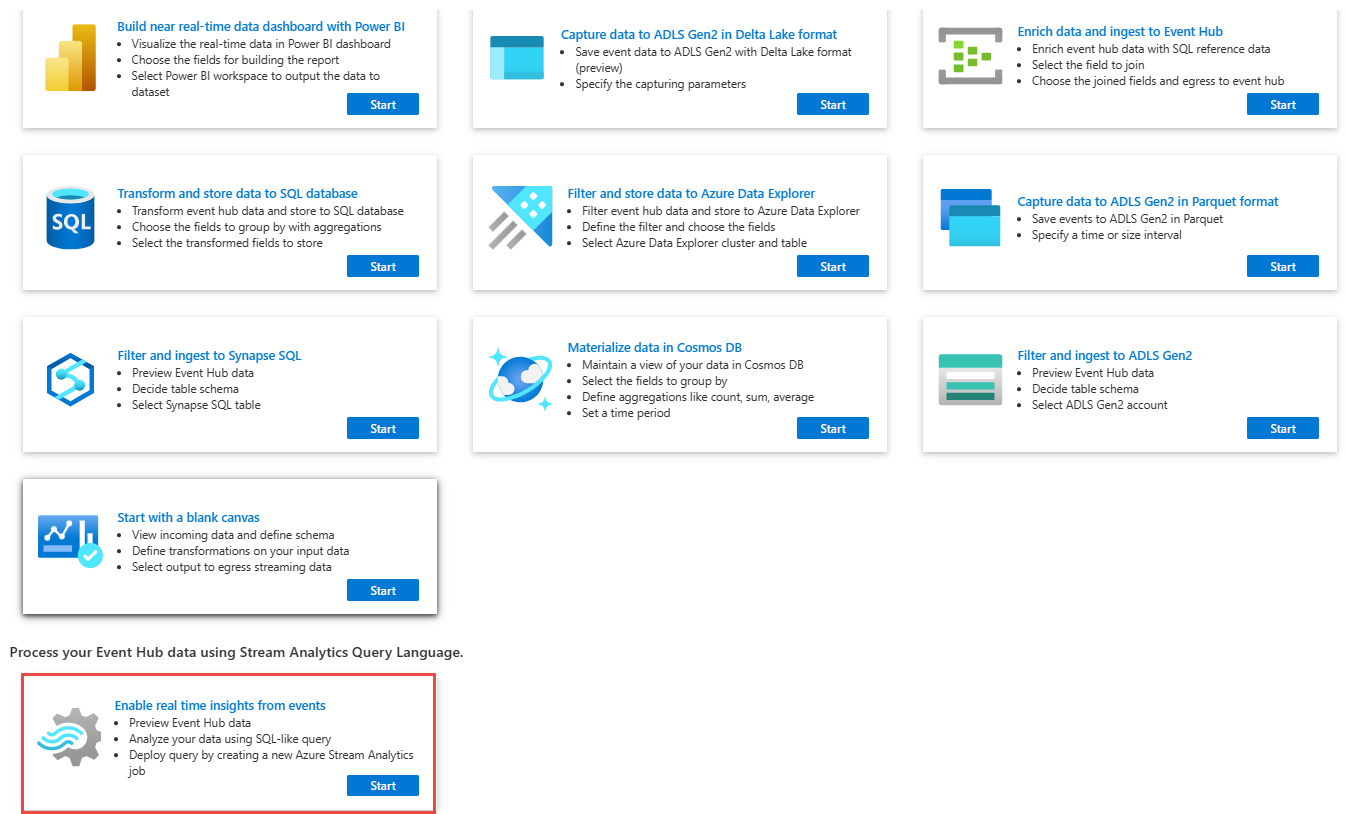 Build near real-time data dashboard with Power BI
• Visualize the real-time data in Power BI dashboard
• Choose the fields for building the report
• Select Power BI workspace to output the data to
dataset
Start
Capture data to ADLS Gen2 in Delta Lake format
• Save event data to ADLS Gen2 with Delta Lake format
(preview)
• Specify the capturing parameters
Start
Enrich data and ingest to Event Hub
• Enrich event hub data with SQL reference data
• Select the field to join
• Choose the joined fields and egress to event hub
Start
SQL
Transform and store data to SQL database
• Transform event hub data and store to SQL database
• Choose the fields to group by with aggregations
• Select the transformed fields to store
Start
Filter and store data to Azure Data Explorer
• Filter event hub data and store to Azure Data Explorer
• Define the filter and choose the fields
• Select Azure Data Explorer cluster and table
Start
Capture data to ADLS Gen2 in Parquet format
• Save events to ADLS Gen2 in Parquet
• Specify a time or size interval
Start
Filter and ingest to Synapse SQL
• Preview Event Hub data
• Decide table schema
• Select Synapse SQL table
Start
Materialize data in Cosmos DB
• Maintain a view of your data in Cosmos DB
• Select the fields to group by
• Define aggregations like count, sum, average
• Set a time period
Start
Filter and ingest to ADLS Gen2
• Preview Event Hub data
• Decide table schema
• Select ADLS Gen2 account
Start
Start with a blank canvas
• View incoming data and define schema
• Define transformations on your input data
• Select output to egress streaming data
Start
Process your Event Hub data using Stream Analytics Query Language.
Enable real time insights from events
• Preview Event Hub data
• Analyze your data using SQL-like query
• Deploy query by creating a new Azure Stream Analytics
job
Start